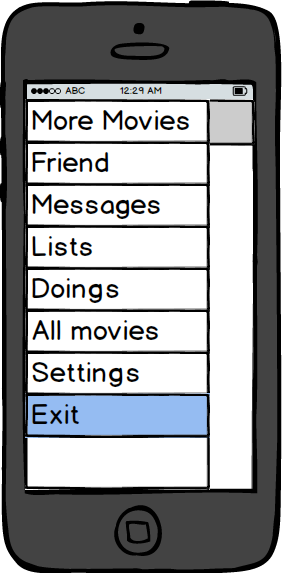 ABC 12:29 AM
More Movies
Friend
Messages
Lists
Doings
All movies
Settings
Exit